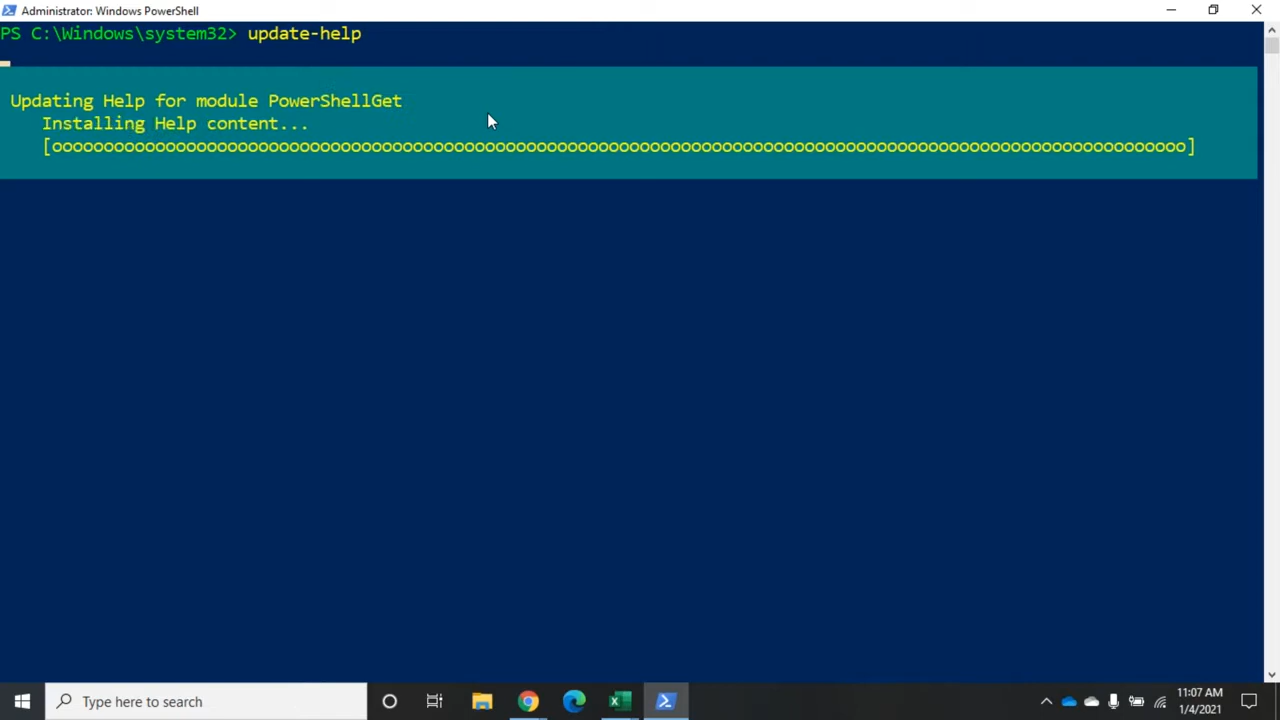 Administrator: Windows PowerShell
PS C:\Windows\system32> update-help
Updating Help for module PowerShellGet
Installing Help content...
[oooooooooooooooooooooooooooooooooooooooooooooooooooooooooooooooooooooooooooooooooooooooooooooooooooooooooooooo]
Type here to search
11:07 AM
1/4/2021